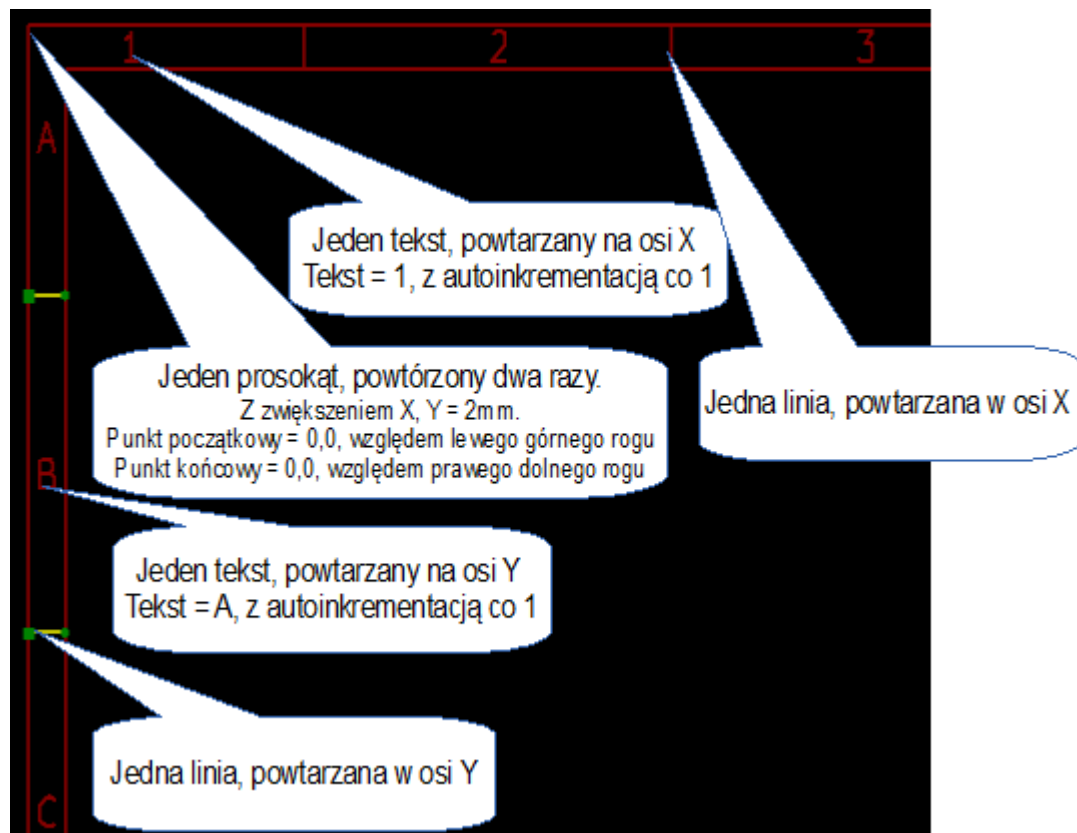 1 2 3
A
Jeden tekst, powtarzany na osi X
Tekst = 1, z autoinkrementacją co 1
Jeden prosokąt, powtórzony dwa razy.
Z zwiększeniem X, Y = 2mm.
Punkt początkowy = 0,0, względem lewego górnego rogu
Punkt końcowy = 0,0, względem prawego dolnego rogu
Jedna linia, powtarzana w osi X
B
Jeden tekst, powtarzany na osi Y
Tekst = A, z autoinkrementacją co 1
Jedna linia, powtarzana w osi Y
C